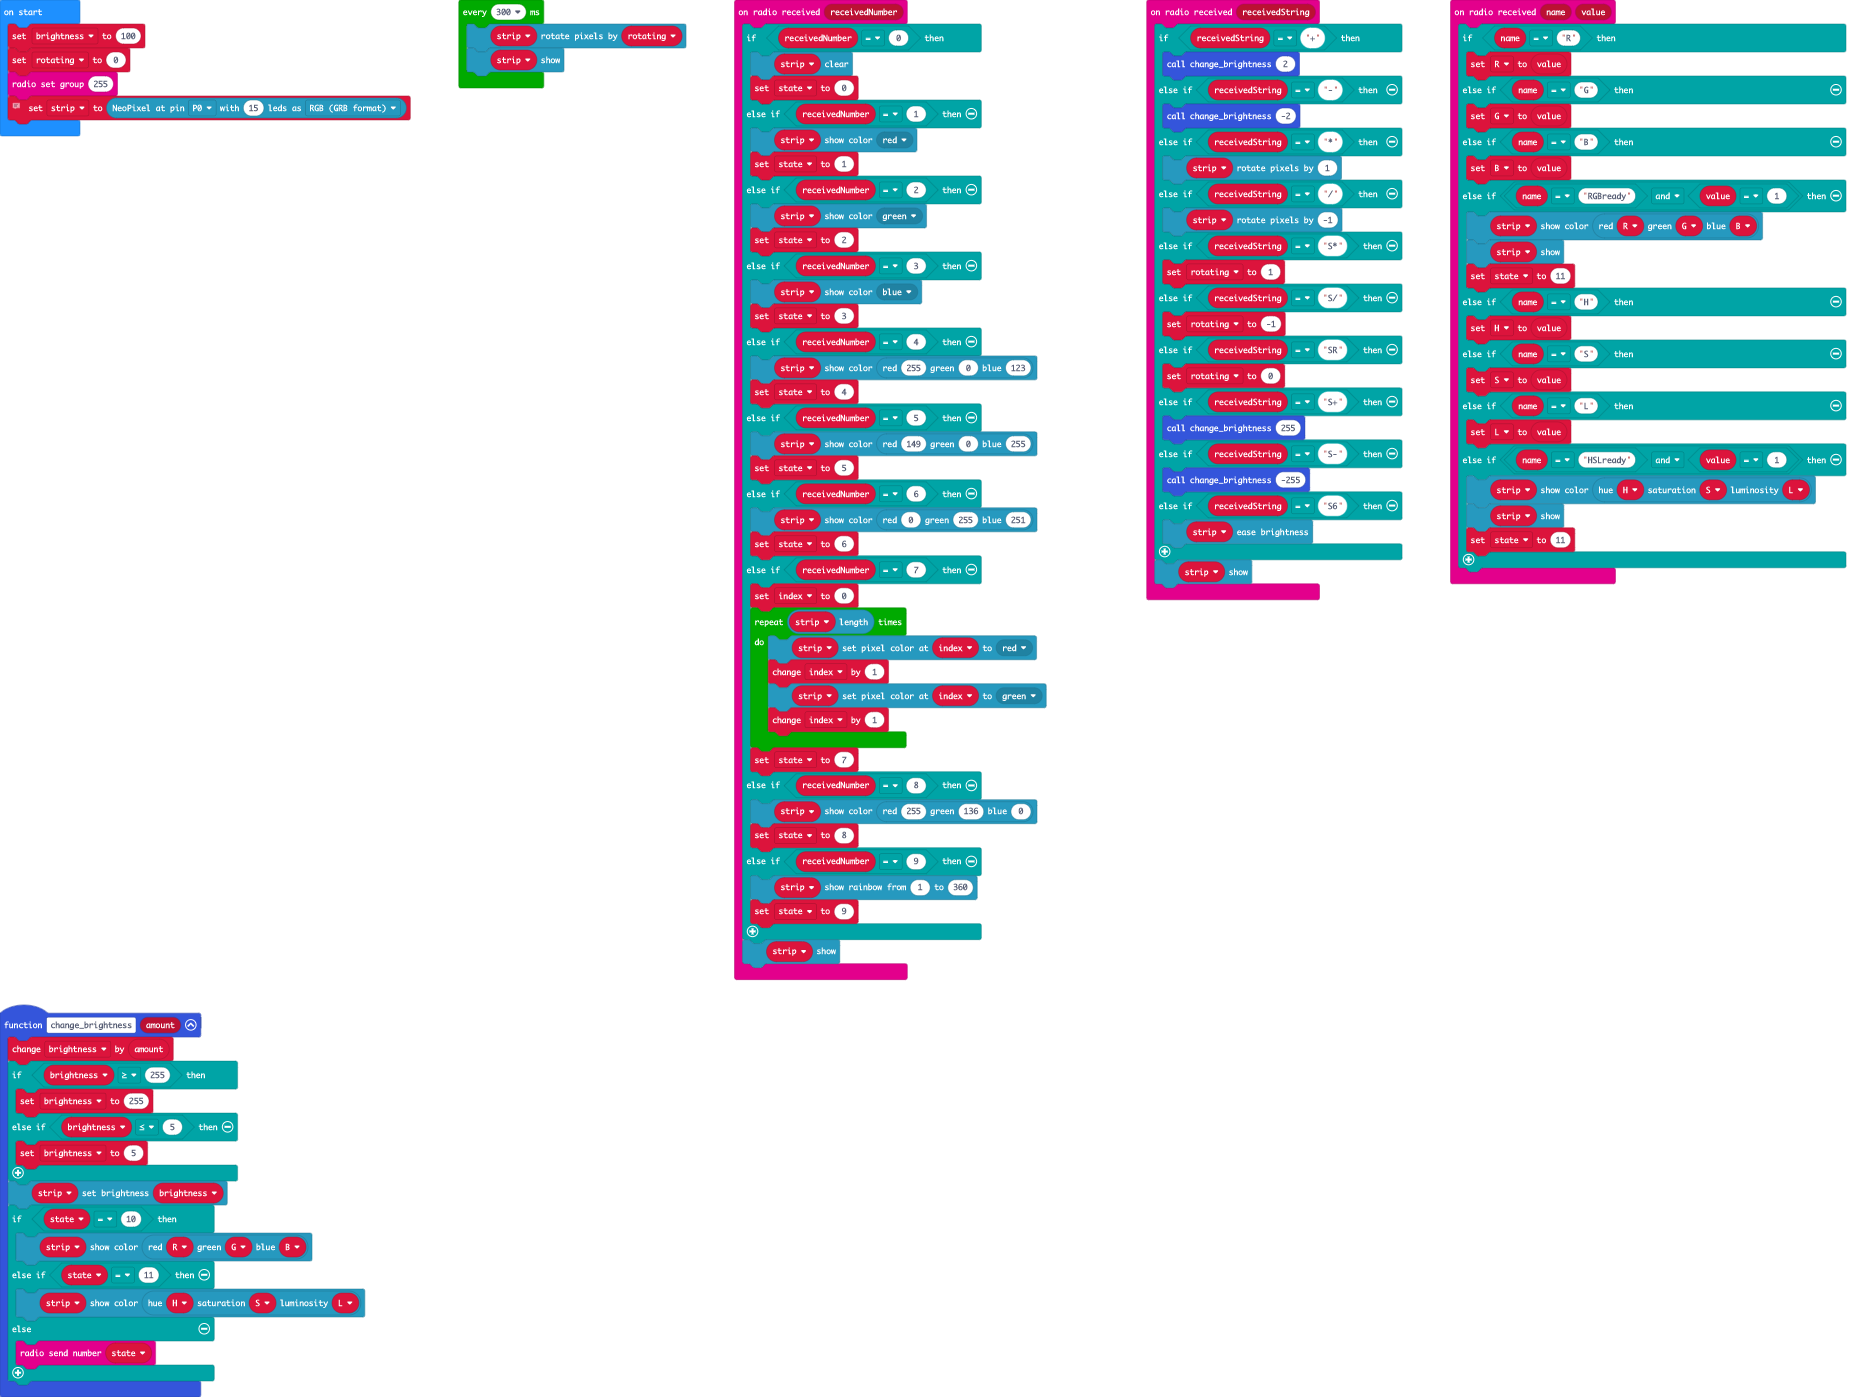 on start
set brightness to 100
set rotating to 0
radio set group 255
set strip to NeoPixel at pin P0 with 15 leds as RGB (GRB format)
every 300 ms
strip rotate pixels by rotating
strip show
on radio received receivedNumber
if receivedNumber = 0 then
strip clear
set state to 0
else if receivedNumber = 1 then
strip show color red
set state to 1
else if receivedNumber = 2 then
strip show color green
set state to 2
else if receivedNumber = 3 then
strip show color blue
set state to 3
else if receivedNumber = 4 then
strip show color red 255 green 0 blue 123
set state to 4
else if receivedNumber = 5 then
strip show color red 149 green 0 blue 255
set state to 5
else if receivedNumber = 6 then
strip show color red 0 green 255 blue 251
set state to 6
else if receivedNumber = 7 then
set index to 0
repeat strip length times
do
strip set pixel color at index to red
change index by 1
strip set pixel color at index to green
change index by 1
set state to 7
else if receivedNumber = 8 then
strip show color red 255 green 136 blue 0
set state to 8
else if receivedNumber = 9 then
strip show rainbow from 1 to 360
set state to 9
strip show
on radio received receivedString
if receivedString = "+" then
call change_brightness 2
else if receivedString = "-" then
call change_brightness -2
else if receivedString = "*" then
strip rotate pixels by 1
else if receivedString = "/" then
strip rotate pixels by -1
else if receivedString = "S*" then
set rotating to 1
else if receivedString = "S/" then
set rotating to -1
else if receivedString = "SR" then
set rotating to 0
else if receivedString = "S+" then
call change_brightness 255
else if receivedString = "S-" then
call change_brightness -255
else if receivedString = "S6" then
strip ease brightness
strip show
on radio received name value
if name = "R" then
set R to value
else if name = "G" then
set G to value
else if name = "B" then
set B to value
else if name = "RGBready" and value = 1 then
strip show color red R green G blue B
strip show
set state to 11
else if name = "H" then
set H to value
else if name = "S" then
set S to value
else if name = "L" then
set L to value
else if name = "HSLready" and value = 1 then
strip show color hue H saturation S luminosity L
strip show
set state to 11
function change_brightness amount
change brightness by amount
if brightness ≥ 255 then
set brightness to 255
else if brightness ≤ 5 then
set brightness to 5
strip set brightness brightness
if state = 10 then
strip show color red R green G blue B
else if state = 11 then
strip show color hue H saturation S luminosity L
else
radio send number state